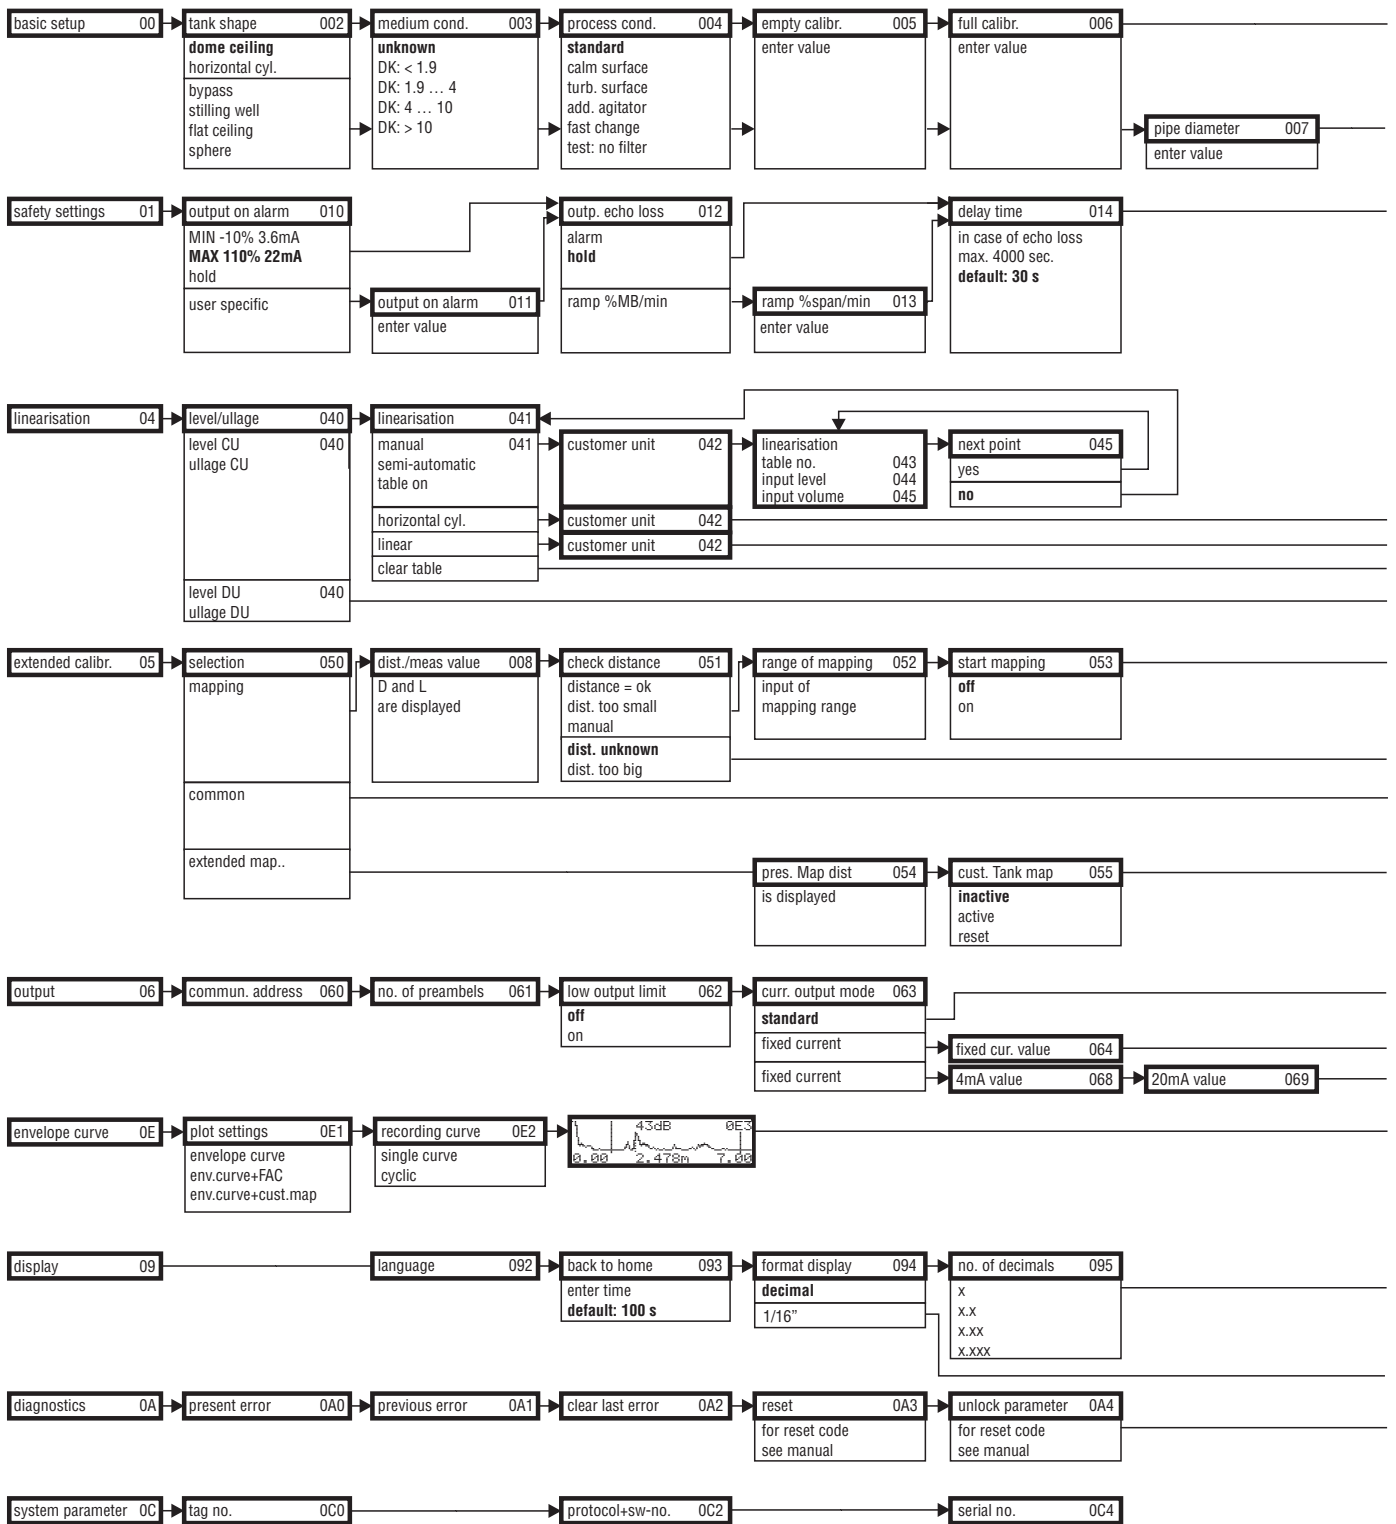 basic setup 00
tank shape 002
dome ceiling
horizontal cyl.
bypass
stilling well
flat ceiling
sphere
medium cond. 003
unknown
DK: < 1.9
DK: 1.9 … 4
DK: 4 … 10
DK: > 10
process cond. 004
standard
calm surface
turb. surface
add. agitator
fast change
test: no filter
empty calibr. 005
enter value
full calibr. 006
enter value
pipe diameter 007
enter value
safety settings 01
output on alarm 010
MIN -10% 3.6mA
MAX 110% 22mA
hold
user specific
output on alarm 011
enter value
outp. echo loss 012
alarm
hold
ramp %MB/min
ramp %span/min 013
enter value
delay time 014
in case of echo loss
max. 4000 sec.
default: 30 s
linearisation 04
level/ullage 040
level CU 040
ullage CU
level DU 040
ullage DU
linearisation 041
manual 041
semi-automatic
table on
horizontal cyl.
linear
clear table
customer unit 042
customer unit 042
customer unit 042
linearisation
table no. 043
input level 044
input volume 045
next point 045
yes
no
extended calibr. 05
selection 050
mapping
common
extended map..
dist./meas value 008
D and L
are displayed
check distance 051
distance = ok
dist. too small
manual
dist. unknown
dist. too big
range of mapping 052
input of
mapping range
start mapping 053
off
on
pres. Map dist 054
is displayed
cust. Tank map 055
inactive
active
reset
output 06
commun. address 060
no. of preambels 061
low output limit 062
off
on
curr. output mode 063
standard
fixed current
fixed current
fixed cur. value 064
4mA value 068
20mA value 069
envelope curve 0E
plot settings 0E1
envelope curve
env.curve+FAC
env.curve+cust.map
recording curve 0E2
single curve
cyclic
43dB 0E3
0.00 2.478m 7.00
display 09
language 092
back to home 093
enter time
default: 100 s
format display 094
decimal
1/16”
no. of decimals 095
x
x.x
x.xx
x.xxx
diagnostics 0A
present error 0A0
previous error 0A1
clear last error 0A2
reset 0A3
for reset code
see manual
unlock parameter 0A4
for reset code
see manual
system parameter 0C
tag no. 0C0
protocol+sw-no. 0C2
serial no. 0C4